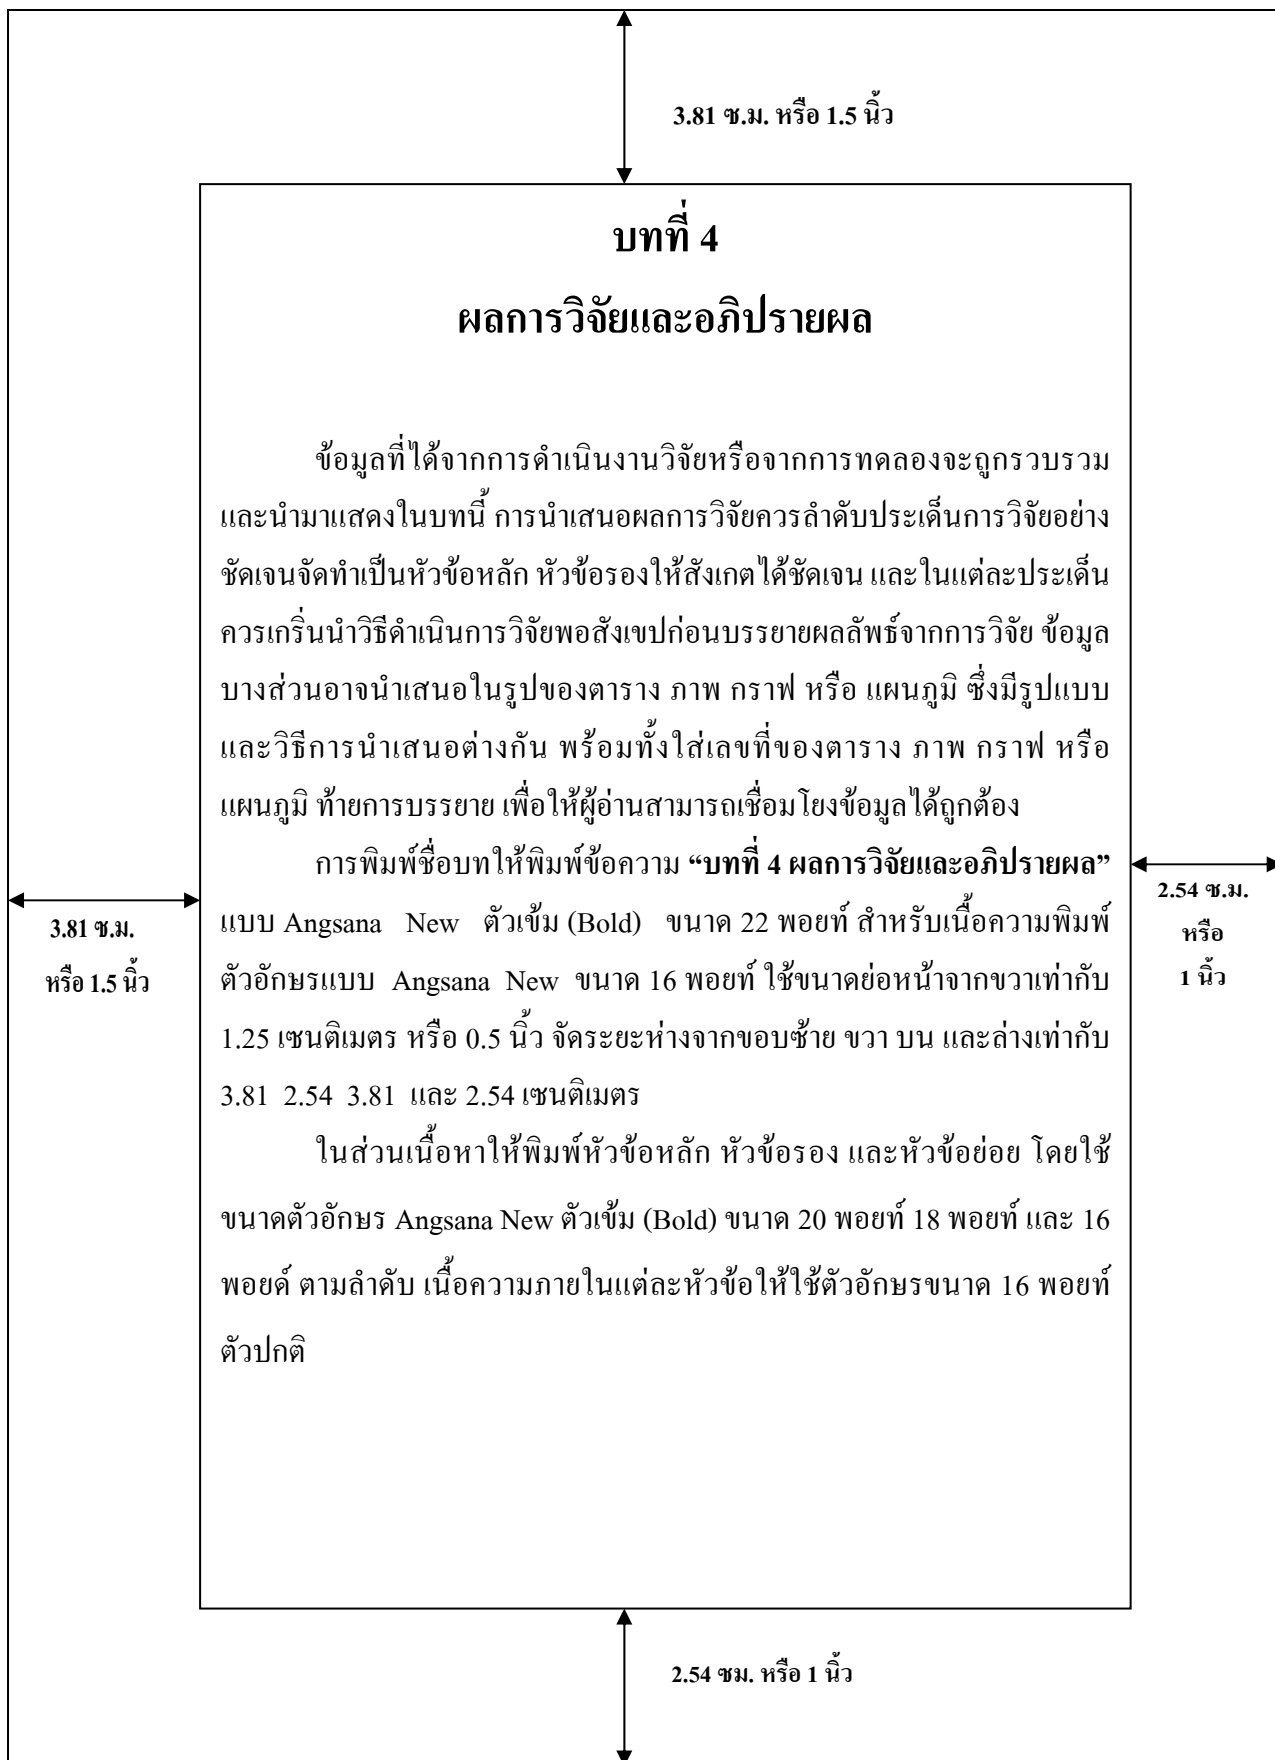 3.81 ซ.ม. หรือ 1.5 นิ้ว
บทที่ 4
ผลการวิจัยและอภิปรายผล
ข้อมูลที่ได้จากการดำเนินงานวิจัยหรือจากการทดลองจะถูกรวบรวม
และนำมาแสดงในบทนี้ การนำเสนอผลการวิจัยควรลำดับประเด็นการวิจัยอย่าง
ชัดเจนจัดทำเป็นหัวข้อหลัก หัวข้อรองให้สังเกตได้ชัดเจน และในแต่ละประเด็น
ควรเกริ่นนำวิธีดำเนินการวิจัยพอสังเขปก่อนบรรยายผลลัพธ์จากการวิจัย ข้อมูล
บางส่วนอาจนำเสนอในรูปของตาราง ภาพ กราฟ หรือ แผนภูมิ ซึ่งมีรูปแบบ
และวิธีการนำเสนอต่างกัน พร้อมทั้งใส่เลขที่ของตาราง ภาพ กราฟ หรือ
แผนภูมิ ท้ายการบรรยาย เพื่อให้ผู้อ่านสามารถเชื่อมโยงข้อมูลได้ถูกต้อง
การพิมพ์ชื่อบทให้พิมพ์ข้อความ “บทที่ 4 ผลการวิจัยและอภิปรายผล”
แบบ Angsana New ตัวเข้ม (Bold) ขนาด 22 พอยท์ สำหรับเนื้อความพิมพ์
ตัวอักษรแบบ Angsana New ขนาด 16 พอยท์ ใช้ขนาดย่อหน้าจากขวาเท่ากับ
1.25 เซนติเมตร หรือ 0.5 นิ้ว จัดระยะห่างจากขอบซ้าย ขวา บน และล่างเท่ากับ
3.81 2.54 3.81 และ 2.54 เซนติเมตร
ในส่วนเนื้อหาให้พิมพ์หัวข้อหลัก หัวข้อรอง และหัวข้อย่อย โดยใช้
ขนาดตัวอักษร Angsana New ตัวเข้ม (Bold) ขนาด 20 พอยท์ 18 พอยท์ และ 16
พอยด์ ตามลำดับ เนื้อความภายในแต่ละหัวข้อให้ใช้ตัวอักษรขนาด 16 พอยท์
ตัวปกติ
3.81 ซ.ม.
หรือ 1.5 นิ้ว
2.54 ซ.ม.
หรือ
1 นิ้ว
2.54 ซม. หรือ 1 นิ้ว